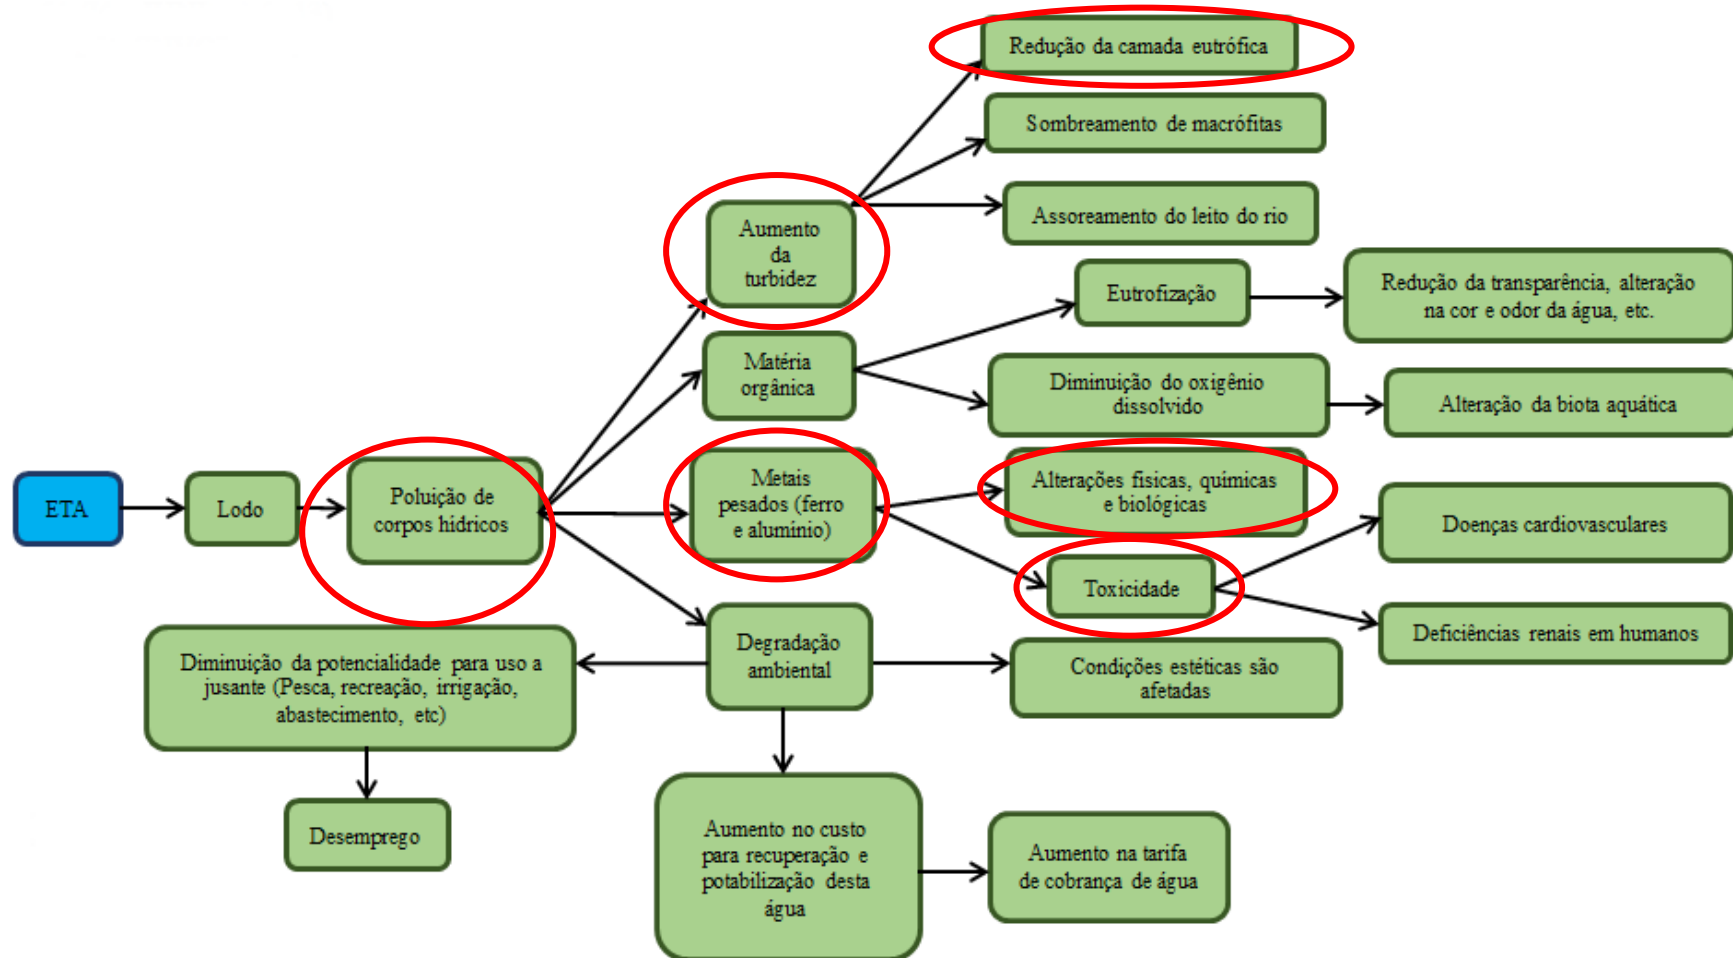 Redução da camada eutrófica
Sombreamento de macrófitas
Assoreamento do leito do rio
Aumento
da
turbidez
Eutrofização
Redução da transparência, alteração
na cor e odor da água, etc.
Matéria
orgânica
Diminuição do oxigênio
dissolvido
Alteração da biota aquática
ETA
Lodo
Poluição de
corpos hídricos
Metais
pesados (ferro
e alumínio)
Alterações físicas, químicas
e biológicas
Doenças cardiovasculares
Toxicidade
Deficiências renais em humanos
Degradação
ambiental
Condições estéticas são
afetadas
Diminuição da potencialidade para uso a
jusante (Pesca, recreação, irrigação,
abastecimento, etc)
Desemprego
Aumento no custo
para recuperação e
potabilização desta
água
Aumento na tarifa
de cobrança de água